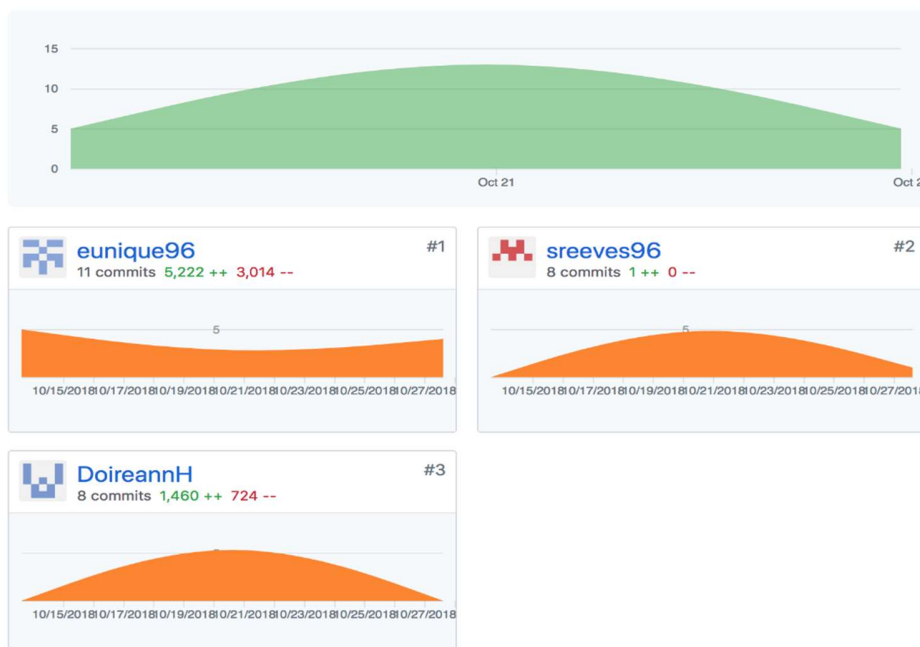 15
10
5
0
Oct 21
Oct 2
eunique96
#1
11 commits 5,222 ++ 3,014 --
5
10/15/2018 10/17/2018 10/19/2018 10/21/2018 10/23/2018 10/25/2018 10/27/2018
sreeves96
#2
8 commits 1 ++ 0 --
5
10/15/2018 10/17/2018 10/19/2018 10/21/2018 10/23/2018 10/25/2018 10/27/201
DoireannH
#3
8 commits 1,460 ++ 724 --
10/15/2018 10/17/2018 10/19/2018 10/21/2018 10/23/2018 10/25/2018 10/27/2018